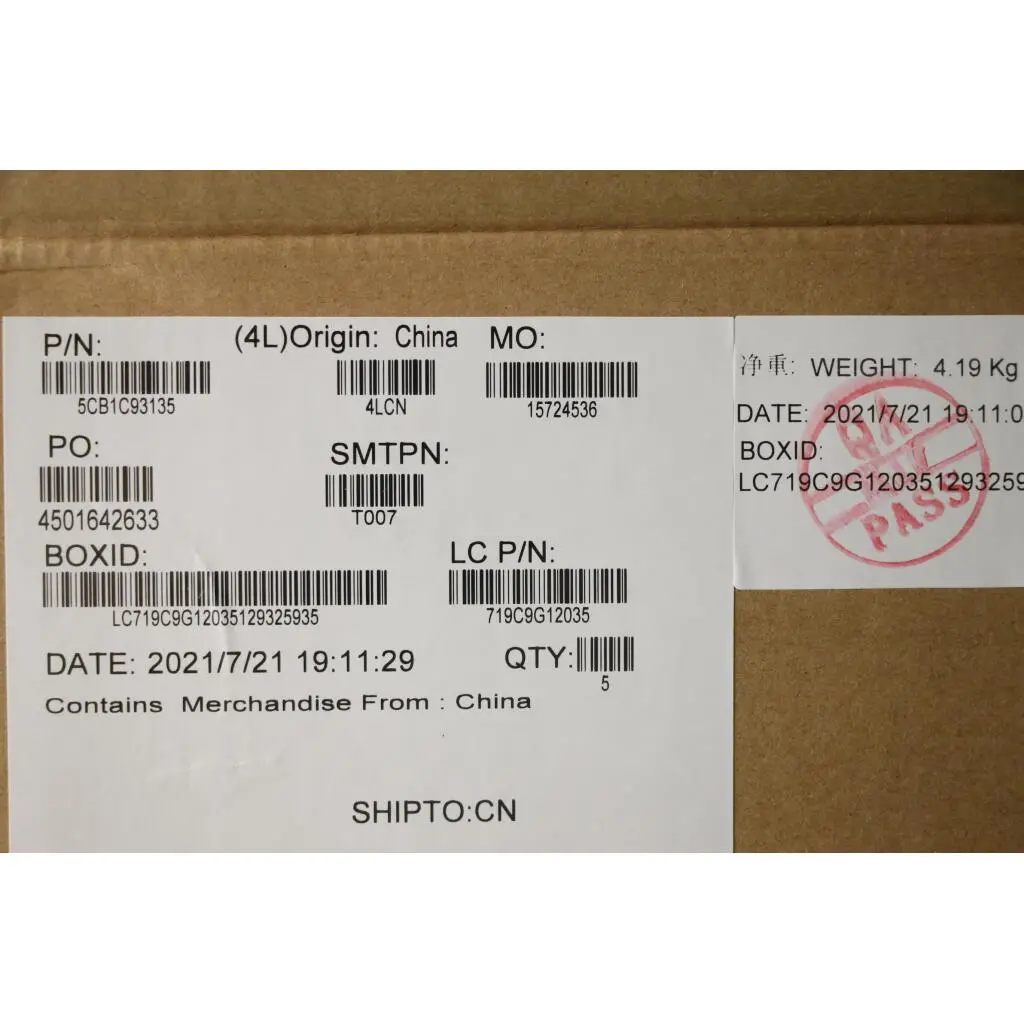 P/N:
5CB1C93135
(4L)Origin: China
4LCN
MO:
15724536
PO:
4501642633
SMTPN:
T007
BOXID:
LC719C9G12035129325935
LC P/N:
719C9G12035
DATE: 2021/7/21 19:11:29
QTY:
5
Contains Merchandise From : China
SHIPTO:CN
净重: WEIGHT: 4.19 Kg
DATE: 2021/7/21 19:11:0
BOXID:
LC719C9G120351293259
QA
PASS